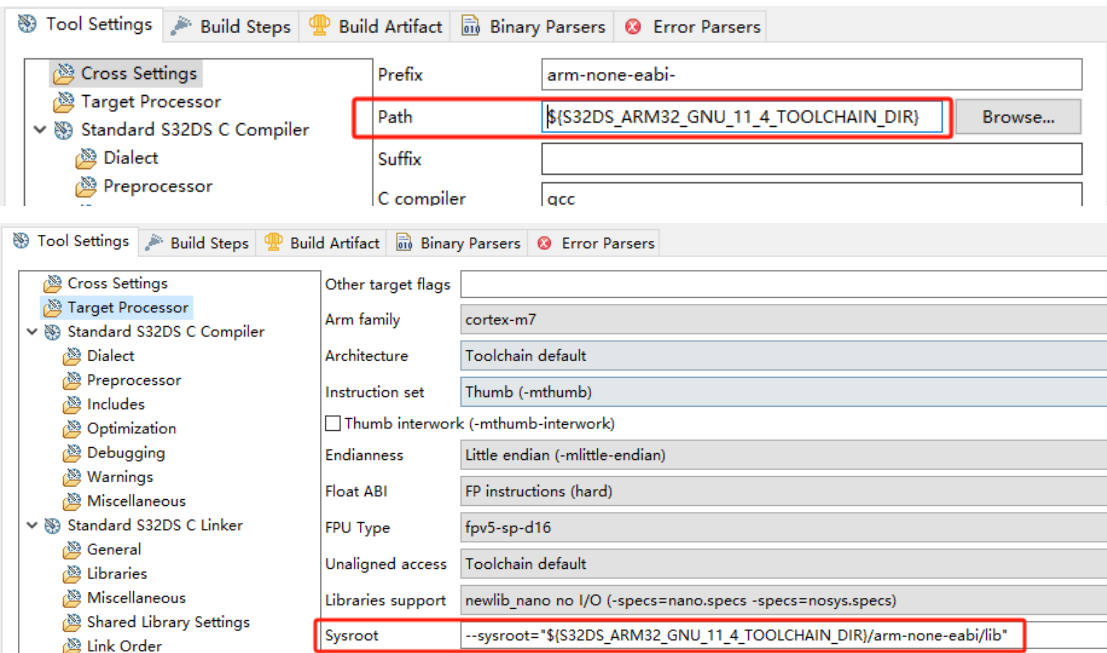 Tool Settings Build Steps Build Artifact Binary Parsers Error Parsers
Cross Settings
Target Processor
Standard S32DS C Compiler
Dialect
Preprocessor
Prefix arm-none-eabi-
Path ${S32DS_ARM32_GNU_11_4_TOOLCHAIN_DIR} Browse...
Suffix
C compiler gcc
Tool Settings Build Steps Build Artifact Binary Parsers Error Parsers
Cross Settings
Target Processor
Standard S32DS C Compiler
Dialect
Preprocessor
Includes
Optimization
Debugging
Warnings
Miscellaneous
Standard S32DS C Linker
General
Libraries
Miscellaneous
Shared Library Settings
Link Order
Other target flags
Arm family cortex-m7
Architecture Toolchain default
Instruction set Thumb (-mthumb)
Thumb interwork (-mthumb-interwork)
Endianness Little endian (-mlittle-endian)
Float ABI FP instructions (hard)
FPU Type fpv5-sp-d16
Unaligned access Toolchain default
Libraries support newlib_nano no I/O (-specs=nano.specs -specs=nosys.specs)
Sysroot --sysroot="${S32DS_ARM32_GNU_11_4_TOOLCHAIN_DIR}/arm-none-eabi/lib"